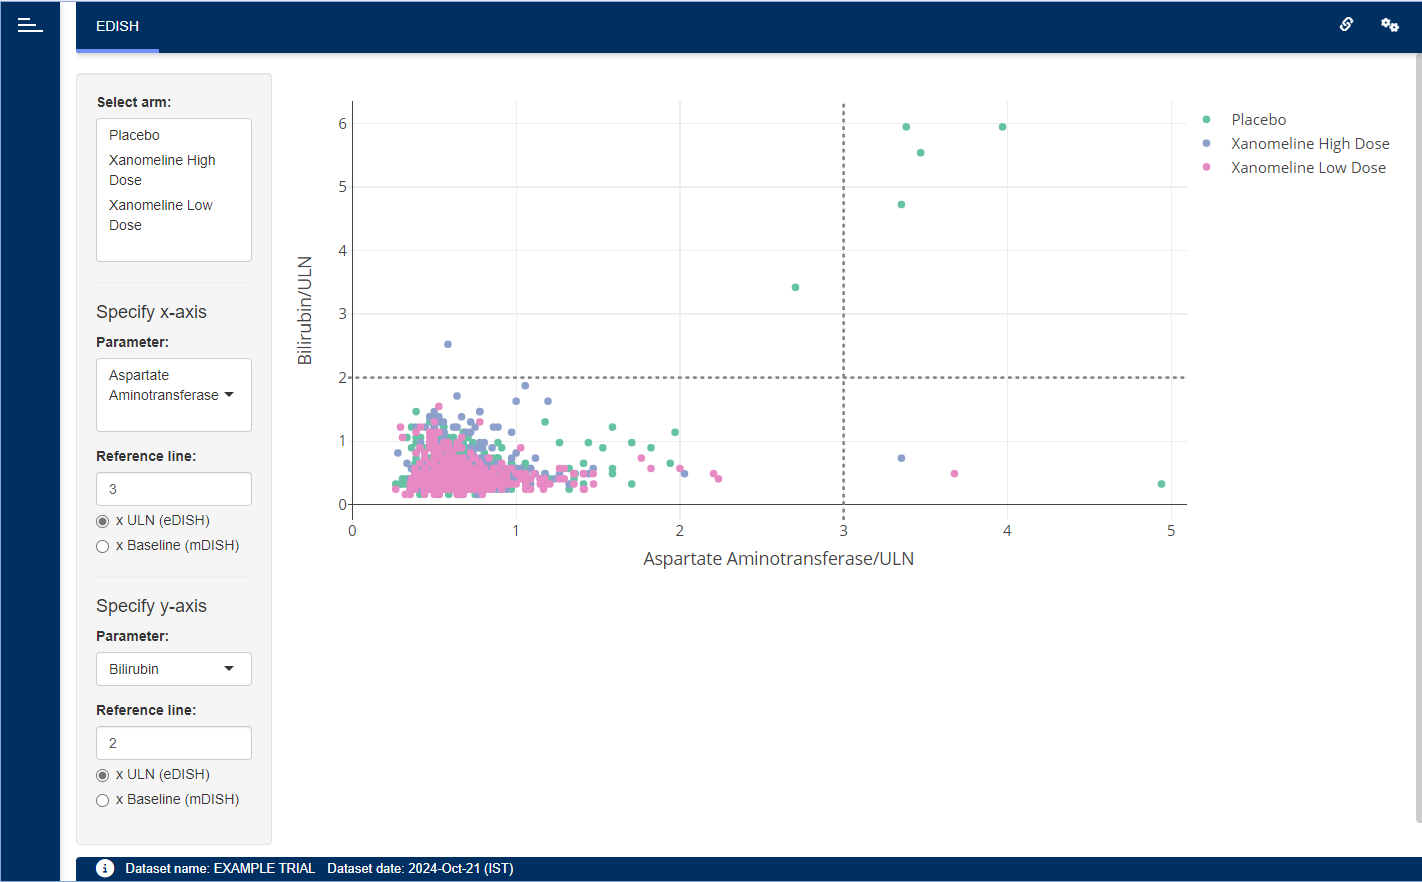 EDISH
Select arm:
Placebo
Xanomeline High
Dose
Xanomeline Low
Dose
Specify x-axis
Parameter:
Aspartate
Aminotransferase
Reference line:
3
x ULN (eDISH)
x Baseline (mDISH)
Specify y-axis
Parameter:
Bilirubin
Reference line:
2
x ULN (eDISH)
x Baseline (mDISH)
Bilirubin/ULN
6
5
4
3
2
1
0
0 1 2 3 4 5
Aspartate Aminotransferase/ULN
Placebo
Xanomeline High Dose
Xanomeline Low Dose
Dataset name: EXAMPLE TRIAL Dataset date: 2024-Oct-21 (IST)